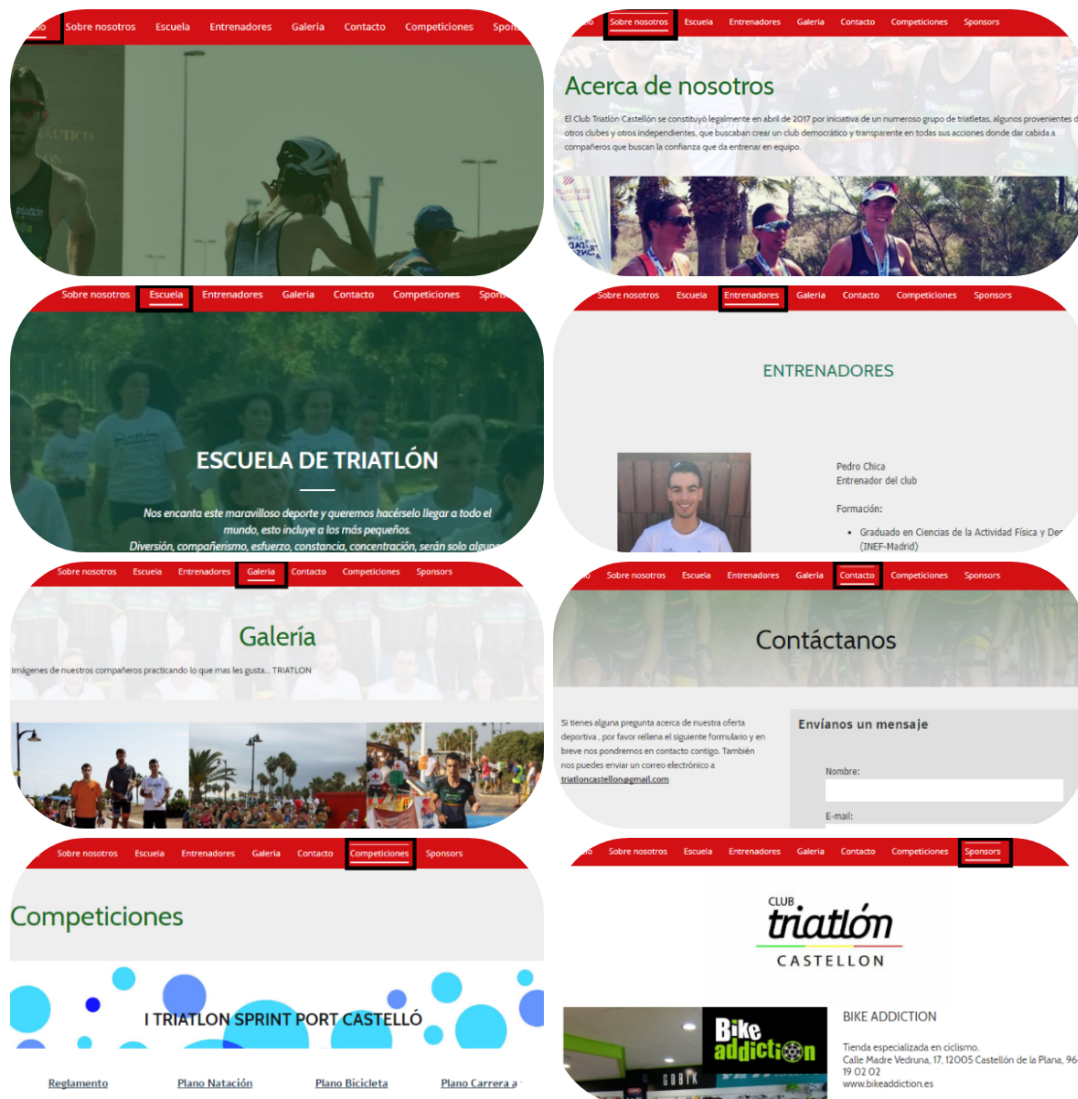 Sobre nosotros Escuela Entrenadores Galería Contacto Competiciones
Sobre nosotros Escuela Entrenadores Galería Contacto Competiciones Sponsors
Acerca de nosotros
El Club Triatlón Castellón se constituyó legalmente en abril de 2017 por iniciativa de un numeroso grupo de triatletas, algunos provenientes d
otros clubes y otros independientes, que buscaban crear un club democrático y transparente en todas sus acciones donde dar cabida a
compañeros que buscan la confianza que da entrenar en equipo.
Sobre nosotros Escuela Entrenadores Galería Contacto Competiciones
ESCUELA DE TRIATLÓN
Nos encanta este maravilloso deporte y queremos hacérselo llegar a todo el
mundo, esto incluye a los más pequeños.
Diversión, compañerismo, esfuerzo, constancia, concentración, serán solo
Sobre nosotros Escuela Entrenadores Galería Contacto Competiciones Sponsors
ENTRENADORES
Pedro Chica
Entrenador del club
Formación:
• Graduado en Ciencias de la Actividad Física y
(INEF-Madrid)
Sobre nosotros Escuela Entrenadores Galería Contacto Competiciones Sponsors
Galería
Imágenes de nuestros compañeros practicando lo que mas les gusta... TRIATLON
Sobre nosotros Escuela Entrenadores Galería Contacto Competiciones Sponsors
Contáctanos
Si tienes alguna pregunta acerca de nuestra oferta
deportiva , por favor rellena el siguiente formulario y en
breve nos pondremos en contacto contigo. También
nos puedes enviar un correo electrónico a
triatloncastellon@gmail.com
Envíanos un mensaje
Nombre:
E-mail:
Sobre nosotros Escuela Entrenadores Galería Contacto Competiciones Sponsors
Competiciones
I TRIATLON SPRINT PORT CASTELLÓ
Reglamento Plano Natación Plano Bicicleta Plano Carrera a
Sobre nosotros Escuela Entrenadores Galería Contacto Competiciones Sponsors
CLUB
triatlón
CASTELLON
Bike
addiction
GOBIK
BIKE ADDICTION
Tienda especializada en ciclismo.
Calle Madre Vedruna, 17, 12005 Castellón de la Plana, 96
19 02 02
www.bikeaddiction.es